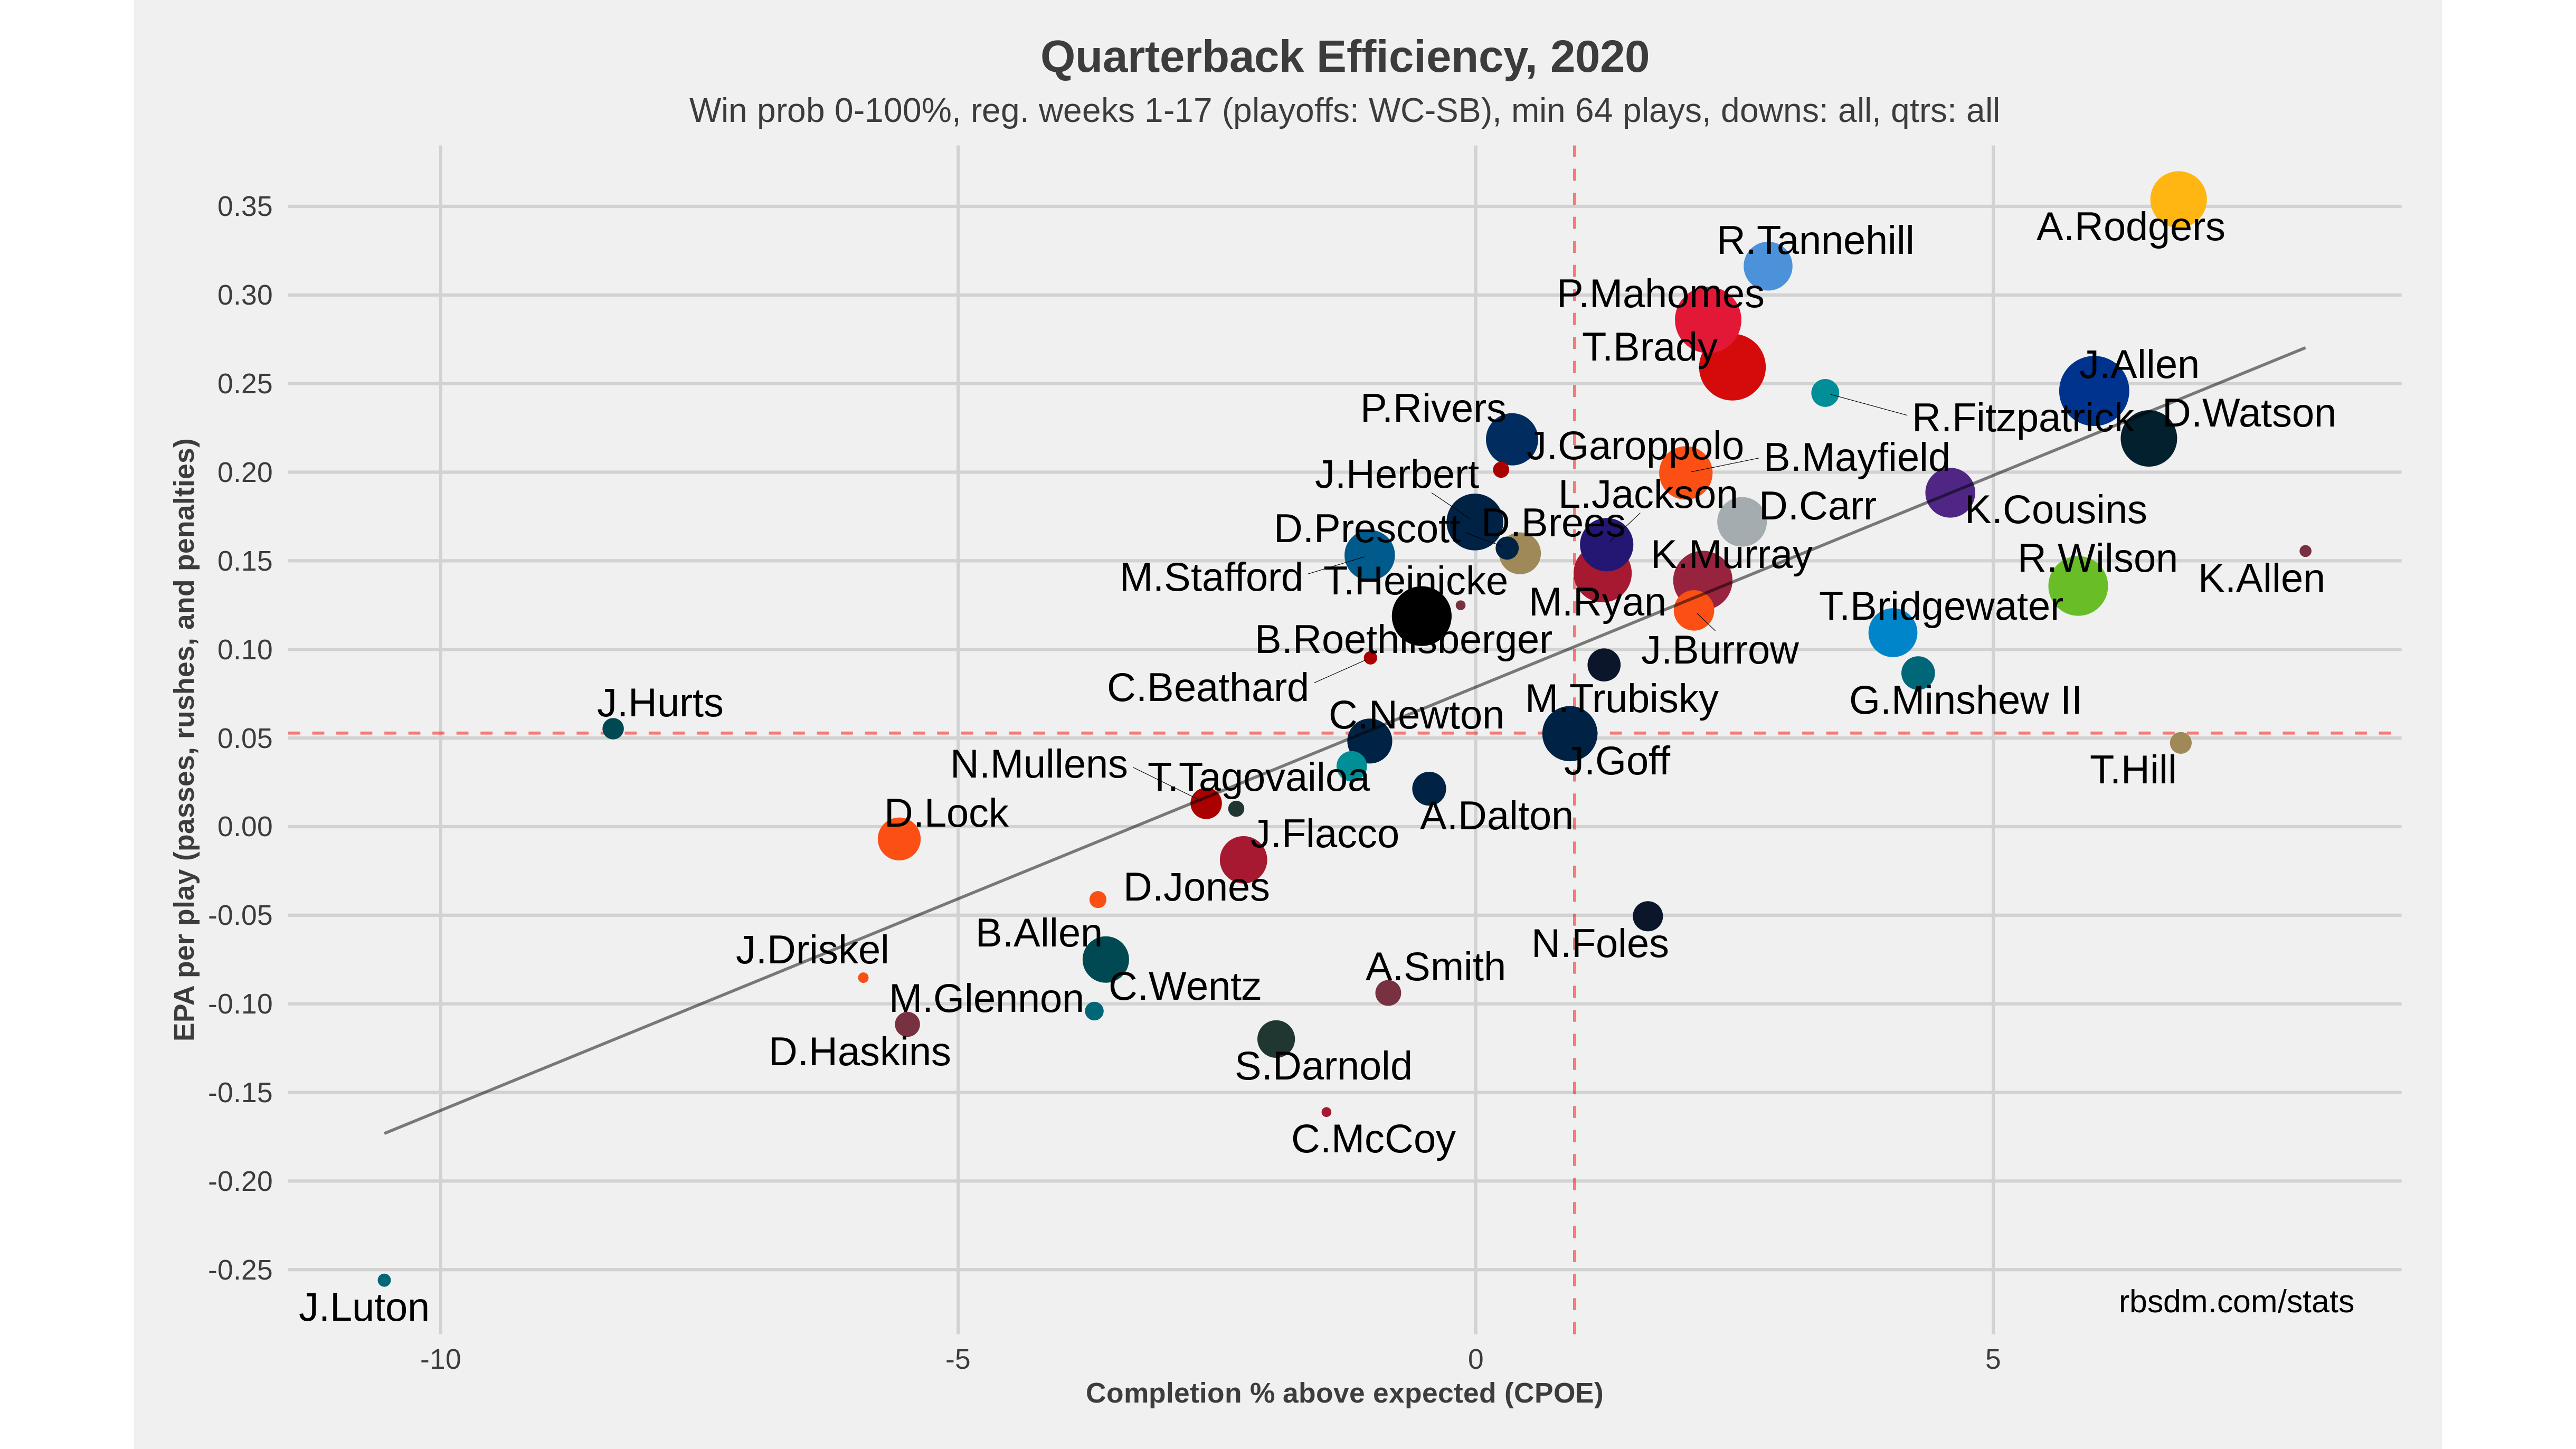 Quarterback Efficiency, 2020
Win prob 0-100%, reg. weeks 1-17 (playoffs: WC-SB), min 64 plays, downs: all, qtrs: all
EPA per play (passes, rushes, and penalties)
0.35
0.30
0.25
0.20
0.15
0.10
0.05
0.00
-0.05
-0.10
-0.15
-0.20
-0.25
A.Rodgers
R.Tannehill
P.Mahomes
T.Brady
J.Allen
P.Rivers
R.Fitzpatrick
D.Watson
J.Garoppolo
B.Mayfield
J.Herbert
L.Jackson
D.Carr
K.Cousins
D.Prescott
D.Brees
K.Murray
R.Wilson
M.Stafford
T.Heinicke
K.Allen
M.Ryan
T.Bridgewater
B.Roethlisberger
J.Burrow
C.Beathard
J.Hurts
M.Trubisky
G.Minshew II
C.Newton
N.Mullens
T.Tagovailoa
J.Goff
T.Hill
D.Lock
A.Dalton
J.Flacco
D.Jones
B.Allen
J.Driskel
N.Foles
A.Smith
M.Glennon
C.Wentz
D.Haskins
S.Darnold
C.McCoy
J.Luton
rbsdm.com/stats
-10
-5
0
5
Completion % above expected (CPOE)